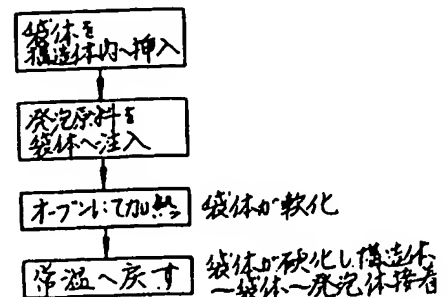 袋体を
構造体内へ挿入
発泡原料を
袋体へ注入
オーブンにて加熱
袋体が軟化
常温へ戻す
袋体が硬化し構造体
〜袋体〜発泡体接着